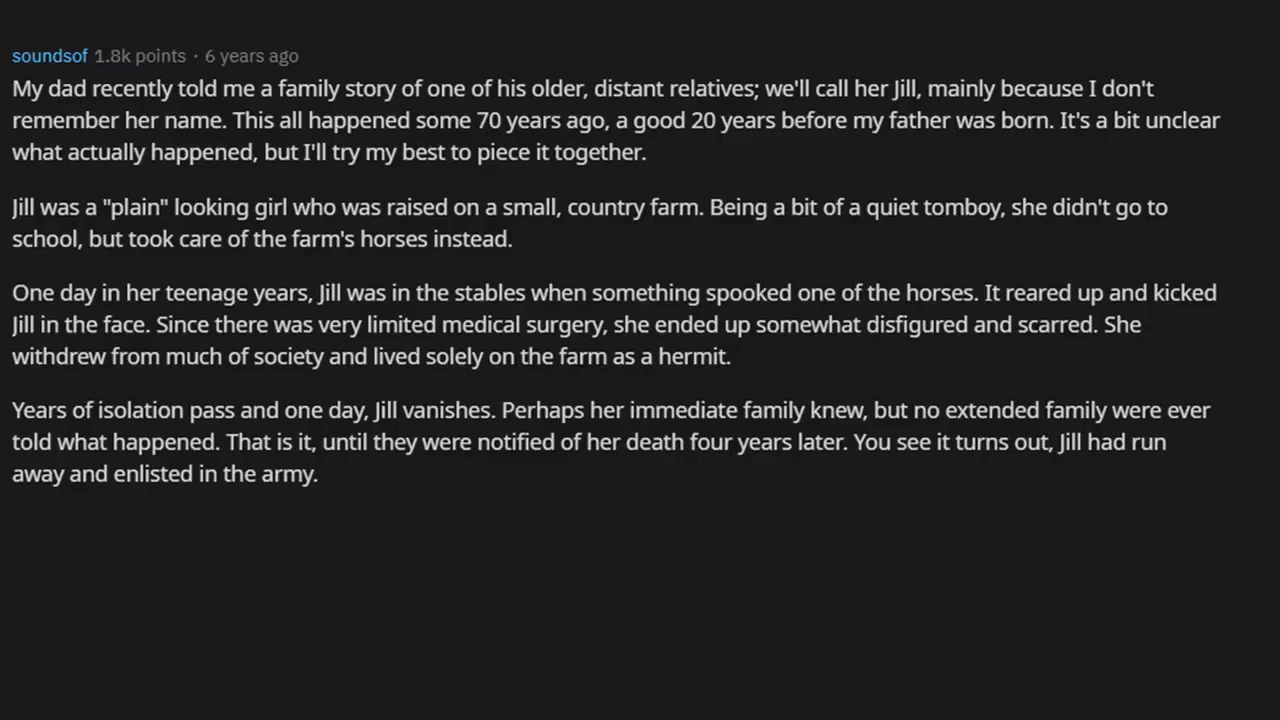 soundsof 1.8k points · 6 years ago
My dad recently told me a family story of one of his older, distant relatives; we'll call her Jill, mainly because I don't
remember her name. This all happened some 70 years ago, a good 20 years before my father was born. It's a bit unclear
what actually happened, but I'll try my best to piece it together.
Jill was a "plain" looking girl who was raised on a small, country farm. Being a bit of a quiet tomboy, she didn't go to
school, but took care of the farm's horses instead.
One day in her teenage years, Jill was in the stables when something spooked one of the horses. It reared up and kicked
Jill in the face. Since there was very limited medical surgery, she ended up somewhat disfigured and scarred. She
withdrew from much of society and lived solely on the farm as a hermit.
Years of isolation pass and one day, Jill vanishes. Perhaps her immediate family knew, but no extended family were ever
told what happened. That is it, until they were notified of her death four years later. You see it turns out, Jill had run
away and enlisted in the army.